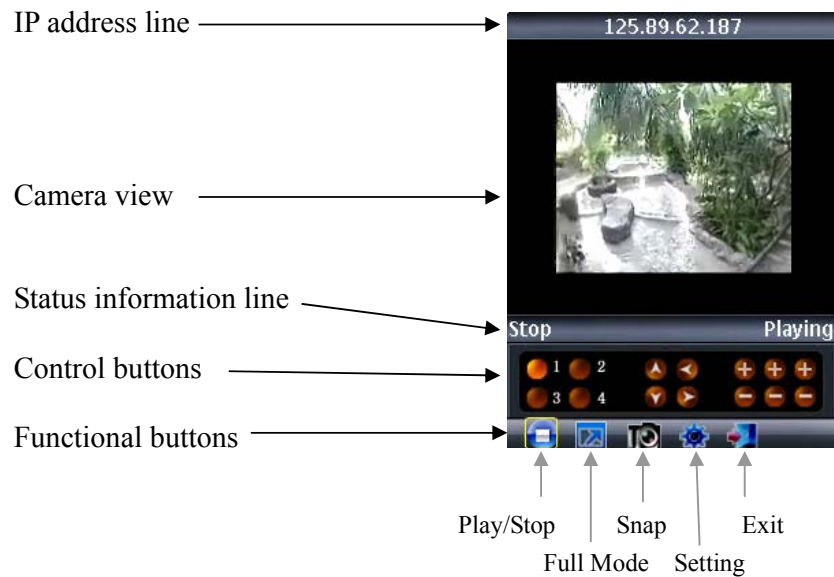 IP address line
125.89.62.187
Camera view
Status information line
Stop Playing
Control buttons
1 2
3 4
Functional buttons
Play/Stop Snap Exit
Full Mode Setting